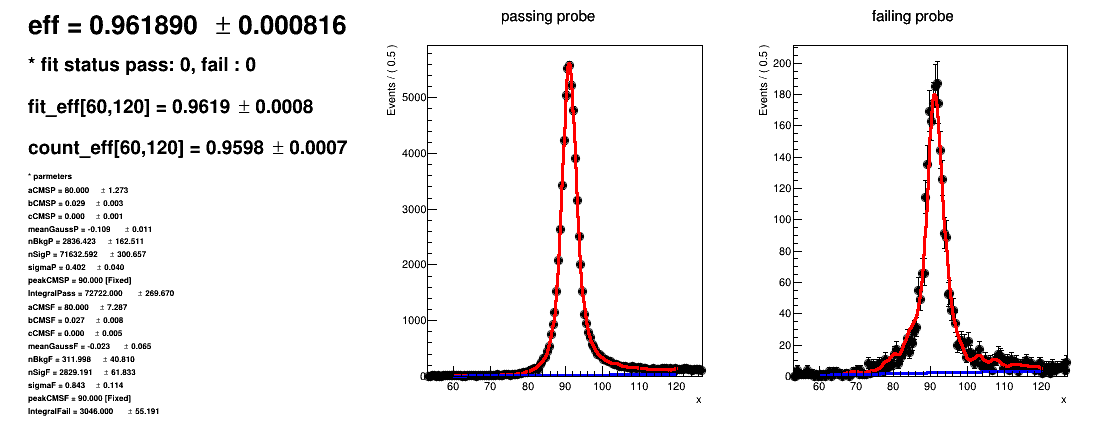 eff = 0.961890 ± 0.000816
* fit status pass: 0, fail : 0
fit_eff[60,120] = 0.9619 ± 0.0008
count_eff[60,120] = 0.9598 ± 0.0007
* parmeters
aCMSP = 80.000 ± 1.273
bCMSP = 0.029 ± 0.003
cCMSP = 0.000 ± 0.001
meanGaussP = -0.109 ± 0.011
nBkgP = 2836.423 ± 162.511
nSigP = 71632.592 ± 300.657
sigmaP = 0.402 ± 0.040
peakCMSP = 90.000 [Fixed]
IntegralPass = 72722.000 ± 269.670
aCMSF = 80.000 ± 7.287
bCMSF = 0.027 ± 0.008
cCMSF = 0.000 ± 0.005
meanGaussF = -0.023 ± 0.065
nBkgF = 311.998 ± 40.810
nSigF = 2829.191 ± 61.833
sigmaF = 0.843 ± 0.114
peakCMSF = 90.000 [Fixed]
IntegralFail = 3046.000 ± 55.191
passing probe
Events / ( 0.5 )
5000
4000
3000
2000
1000
0
60 70 80 90 100 110 120
x
failing probe
Events / ( 0.5 )
200
180
160
140
120
100
80
60
40
20
0
60 70 80 90 100 110 120
x